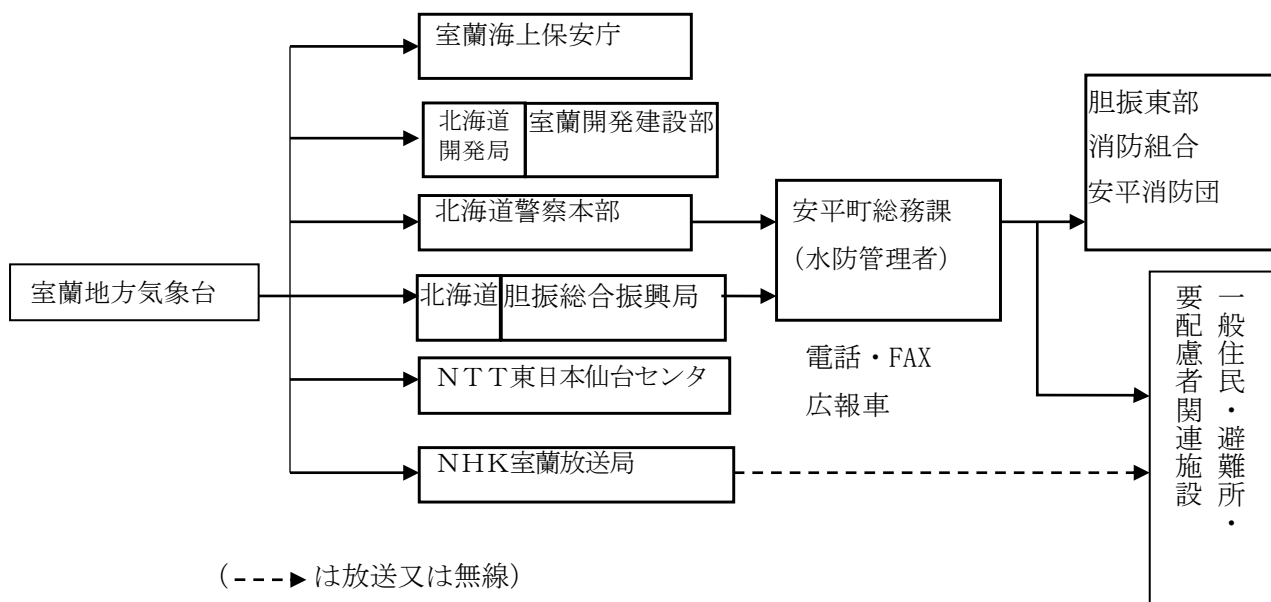 室蘭海上保安庁
北海道
開発局
室蘭開発建設部
北海道警察本部
室蘭地方気象台
北海道
胆振総合振興局
ＮＴＴ東日本仙台センタ
ＮＨＫ室蘭放送局
安平町総務課
（水防管理者）
電話・FAX
広報車
胆振東部
消防組合
安平消防団
一般住民・避難所・
要配慮者関連施設
（----▶は放送又は無線）